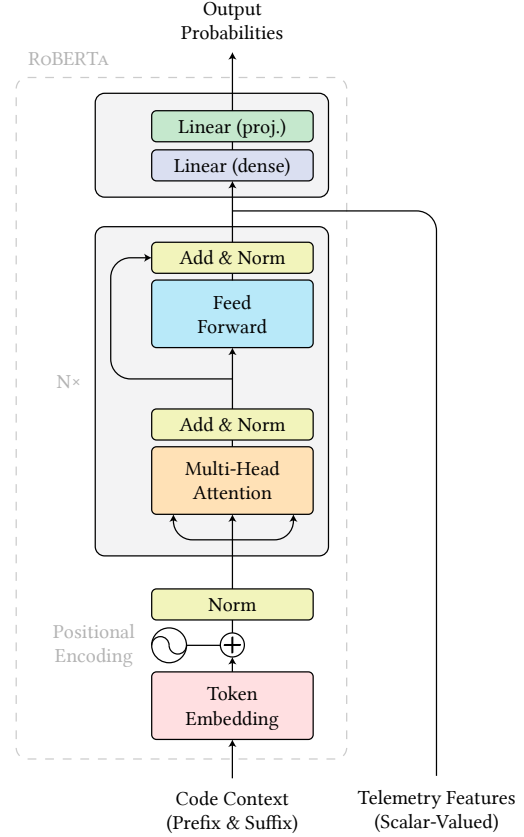 Output
Probabilities
RoBERTa
Linear (proj.)
Linear (dense)
Add & Norm
Feed
Forward
N×
Add & Norm
Multi-Head
Attention
Norm
Positional
Encoding
Token
Embedding
Code Context
(Prefix & Suffix)
Telemetry Features
(Scalar-Valued)